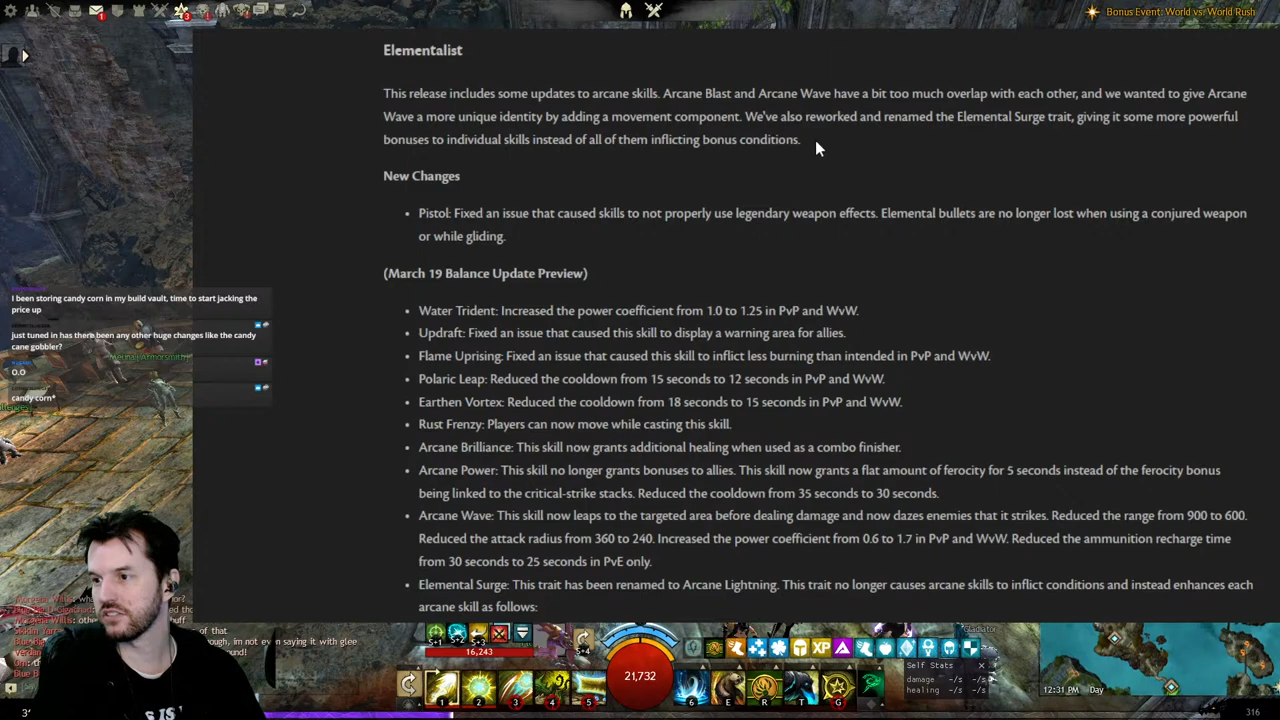 Bonus Event: World vs. World Rush
Elementalist
This release includes some updates to arcane skills. Arcane Blast and Arcane Wave have a bit too much overlap with each other, and we wanted to give Arcane
Wave a more unique identity by adding a movement component. We've also reworked and renamed the Elemental Surge trait, giving it some more powerful
bonuses to individual skills instead of all of them inflicting bonus conditions.
New Changes
• Pistol: Fixed an issue that caused skills to not properly use legendary weapon effects. Elemental bullets are no longer lost when using a conjured weapon
or while gliding.
(March 19 Balance Update Preview)
• Water Trident: Increased the power coefficient from 1.0 to 1.25 in PvP and WvW.
• Updraft: Fixed an issue that caused this skill to display a warning area for allies.
• Flame Uprising: Fixed an issue that caused this skill to inflict less burning than intended in PvP and WvW.
• Polaric Leap: Reduced the cooldown from 15 seconds to 12 seconds in PvP and WvW.
• Earthen Vortex: Reduced the cooldown from 18 seconds to 15 seconds in PvP and WvW.
• Rust Frenzy: Players can now move while casting this skill.
• Arcane Brilliance: This skill now grants additional healing when used as a combo finisher.
• Arcane Power: This skill no longer grants bonuses to allies. This skill now grants a flat amount of ferocity for 5 seconds instead of the ferocity bonus
being linked to the critical-strike stacks. Reduced the cooldown from 35 seconds to 30 seconds.
• Arcane Wave: This skill now leaps to the targeted area before dealing damage and now dazes enemies that it strikes. Reduced the range from 900 to 600.
Reduced the attack radius from 360 to 240. Increased the power coefficient from 0.6 to 1.7 in PvP and WvW. Reduced the ammunition recharge time
from 30 seconds to 25 seconds in PvE only.
• Elemental Surge: This trait has been renamed to Arcane Lightning. This trait no longer causes arcane skills to inflict conditions and instead enhances each
arcane skill as follows:
I been storing candy corn in my build vault, time to start jacking the
price up
just tuned in has there been any other huge changes like the candy
cane gobbler?
O.O
candy corn*
S+1 S+2 S+3
S+4
16,243
21,732
1 2 3 4 5
6 E R T G
XP
Gladiator
Self Stats
damage -/s -/s
healing -/s -/s
12:31 PM Day
316